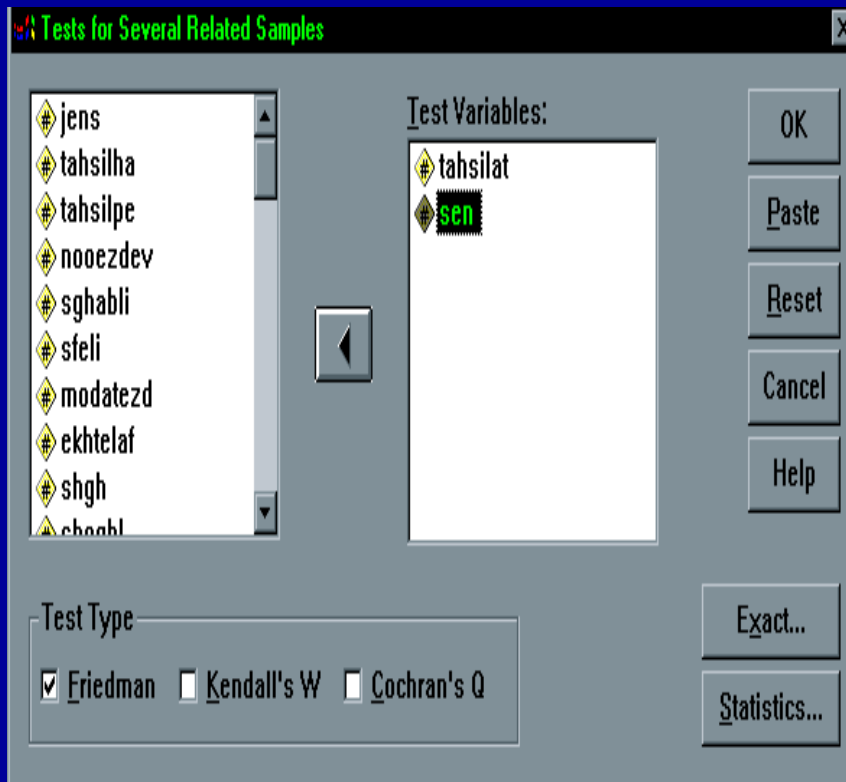 Tests for Several Related Samples
jens
tahsilha
tahsilpe
nooezdev
sghabli
sfeli
modatezd
ekhtelaf
shgh
Test Variables:
tahsilat
sen
OK
Paste
Reset
Cancel
Help
Test Type
Friedman
Kendall's W
Cochran's Q
Exact...
Statistics...